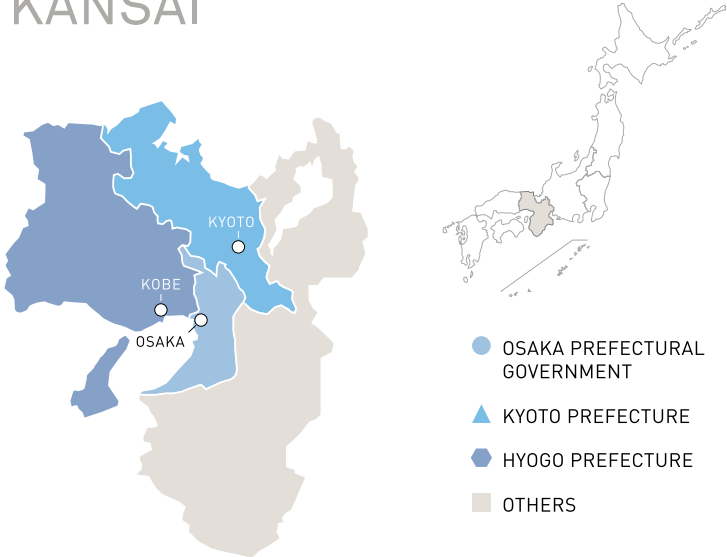 KANSAI
KYOTO
KOBE
OSAKA
OSAKA PREFECTURAL
GOVERNMENT
KYOTO PREFECTURE
HYOGO PREFECTURE
OTHERS